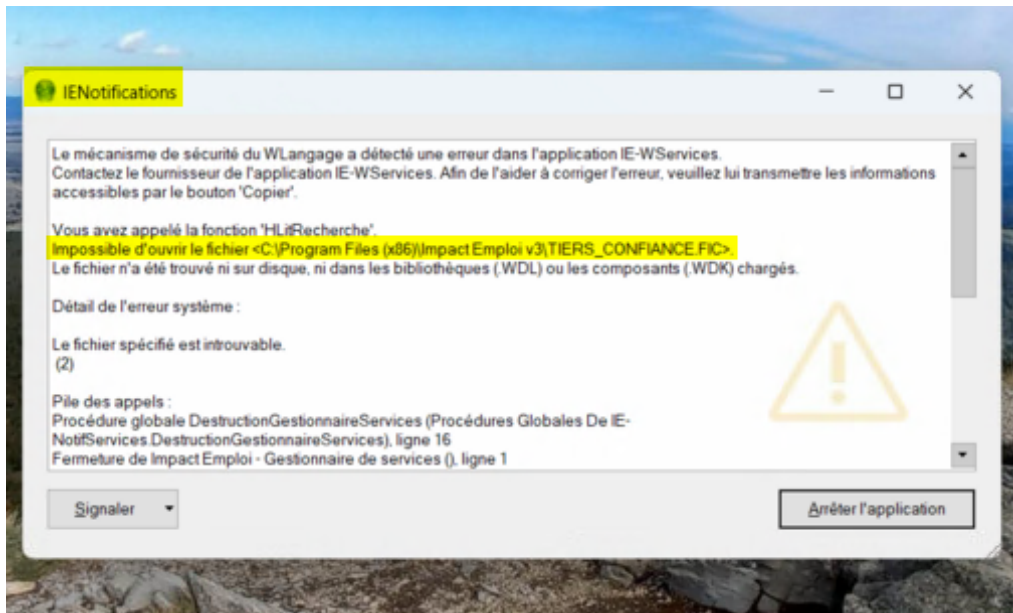 IENotifications
Le mécanisme de sécurité du WLangage a détecté une erreur dans l'application IE-WServices.
Contactez le fournisseur de l'application IE-WServices. Afin de l'aider à corriger l'erreur, veuillez lui transmettre les informations
accessibles par le bouton 'Copier'.
Vous avez appelé la fonction 'HLitRecherche'.
Impossible d'ouvrir le fichier <C:\Program Files (x86)\Impact Emploi v3\TIERS_CONFIANCE.FIC>.
Le fichier n'a été trouvé ni sur disque, ni dans les bibliothèques (.WDL) ou les composants (.WDK) chargés.
Détail de l'erreur système :
Le fichier spécifié est introuvable.
(2)
Pile des appels :
Procédure globale DestructionGestionnaireServices (Procédures Globales De IE-
NotifServices.DestructionGestionnaireServices), ligne 16
Fermeture de Impact Emploi - Gestionnaire de services (), ligne 1
Signaler
Arrêter l'application